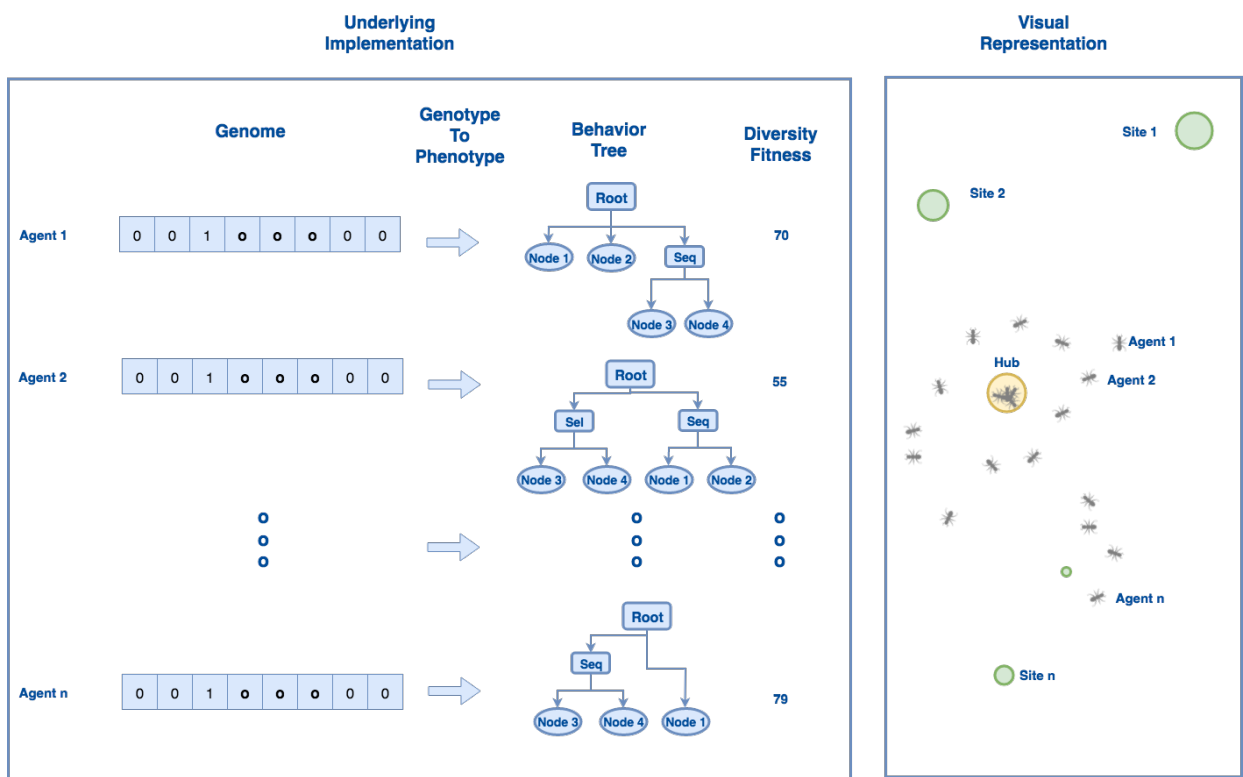 Underlying
Implementation
Visual
Representation
Genome
Genotype
To
Phenotype
Behavior
Tree
Diversity
Fitness
Agent 1
0 0 1 o o o 0 0
Root
Node 1 Node 2 Seq
Node 3 Node 4
70
Agent 2
0 0 1 o o o 0 0
Root
Sel Seq
Node 3 Node 4 Node 1 Node 2
55
o o o
o o o
o o o
Agent n
0 0 1 o o o 0 0
Root
Seq
Node 3 Node 4 Node 1
79
Site 1
Site 2
Agent 1
Hub
Agent 2
Agent n
Site n